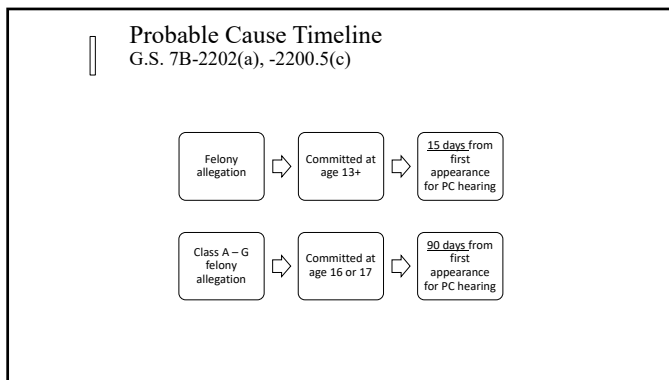 Probable Cause Timeline
G.S. 7B-2202(a), -2200.5(c)
Felony
allegation
Committed at
age 13+
15 days from
first
appearance
for PC hearing
Class A – G
felony
allegation
Committed at
age 16 or 17
90 days from
first
appearance
for PC hearing